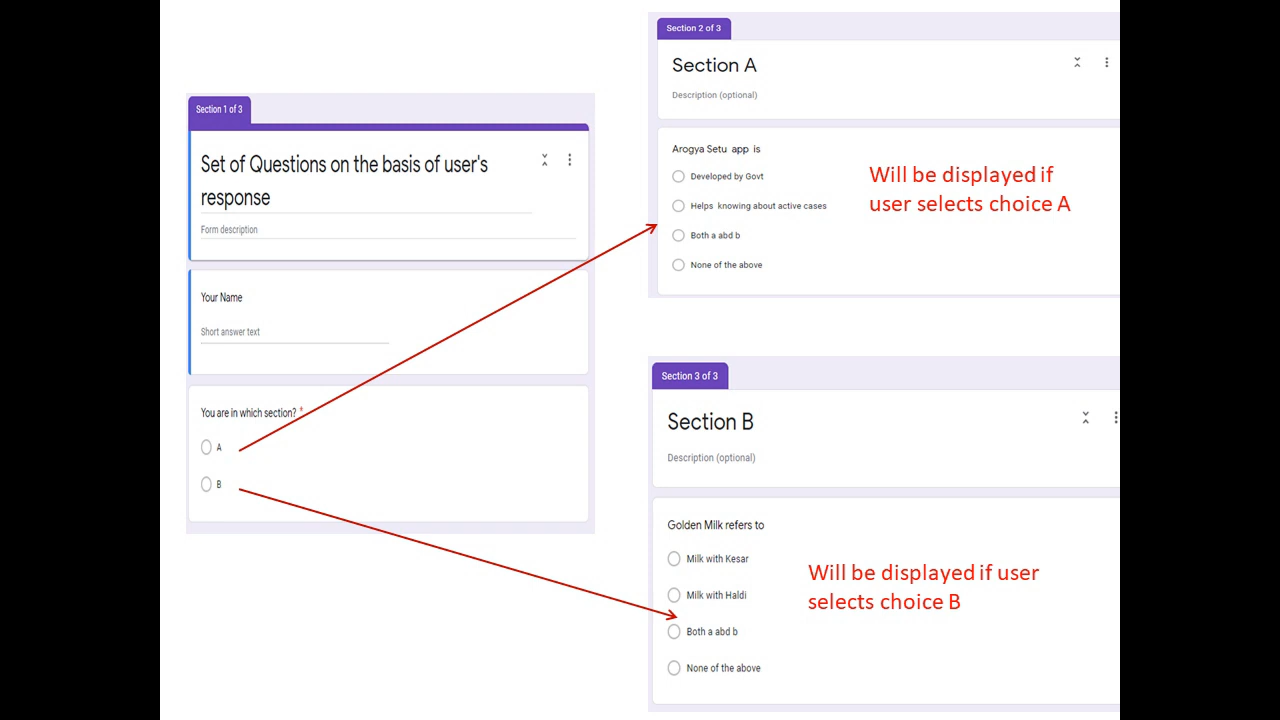 Section 1 of 3
Set of Questions on the basis of user's
response
Form description
Your Name
Short answer text
You are in which section? *
A
B
Section 2 of 3
Section A
Description (optional)
Arogya Setu app is
Developed by Govt
Helps knowing about active cases
Both a abd b
None of the above
Will be displayed if
user selects choice A
Section 3 of 3
Section B
Description (optional)
Golden Milk refers to
Milk with Kesar
Milk with Haldi
Both a abd b
None of the above
Will be displayed if user
selects choice B